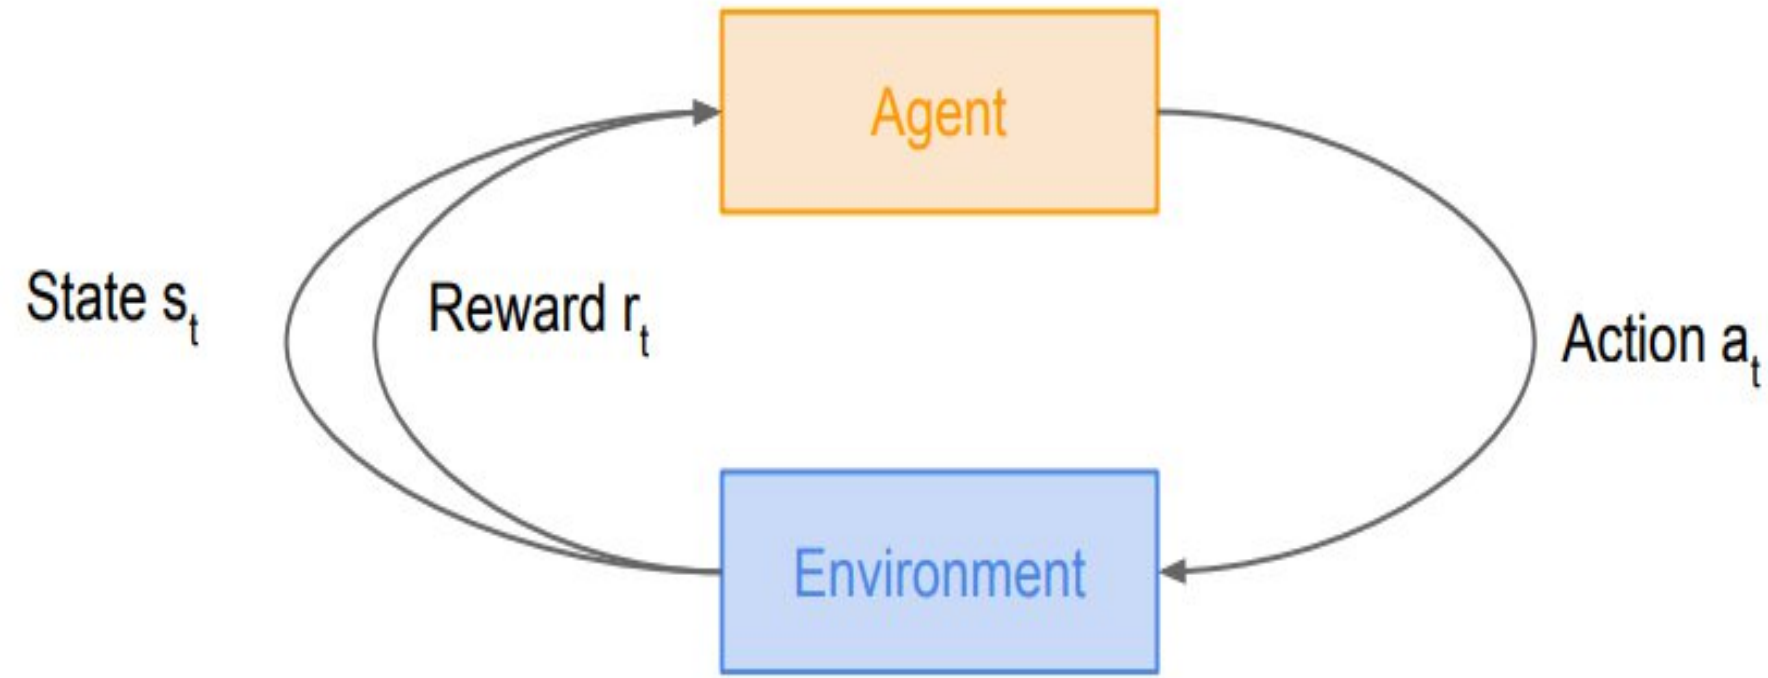 Agent
State s_t
Reward r_t
Action a_t
Environment